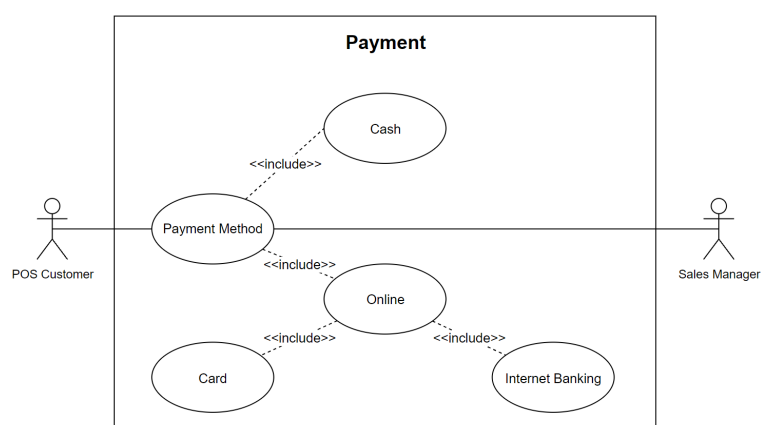 Payment
Cash
<<include>>
Payment Method
<<include>>
POS Customer
Sales Manager
Online
<<include>>
<<include>>
Card
Internet Banking